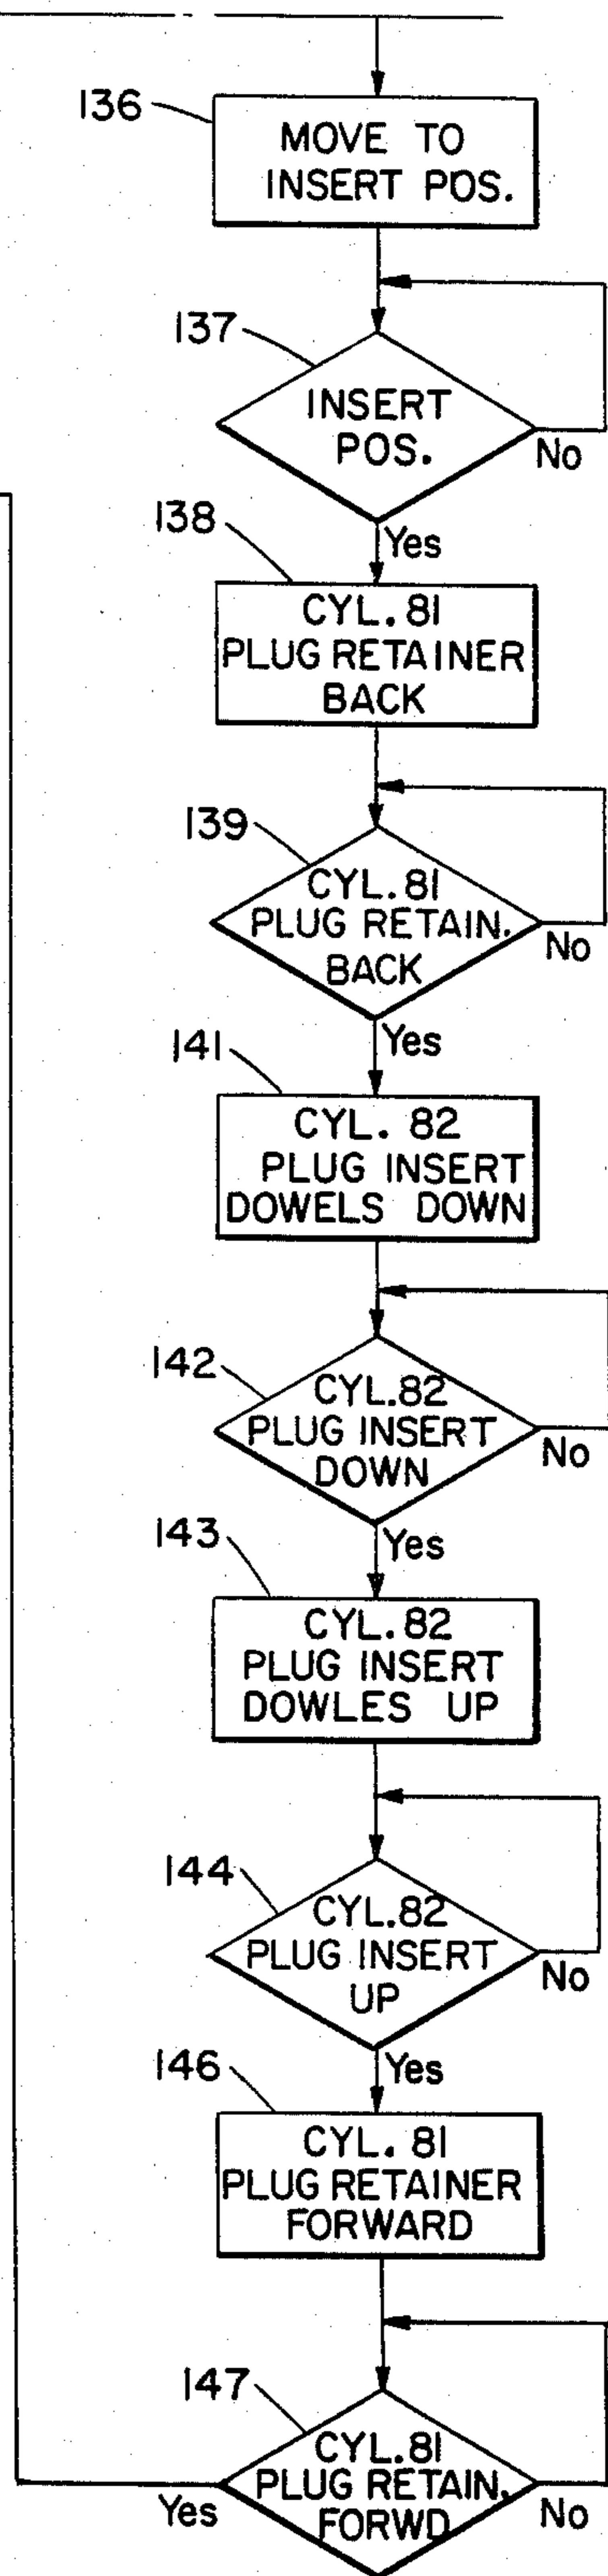 136
MOVE TO
INSERT POS.
137
INSERT
POS.
No
138
Yes
CYL. 81
PLUG RETAINER
BACK
139
CYL. 81
PLUG RETAIN.
BACK
No
141
Yes
CYL. 82
PLUG INSERT
DOWELS DOWN
142
CYL. 82
PLUG INSERT
DOWN
No
143
Yes
CYL. 82
PLUG INSERT
DOWLES UP
144
CYL. 82
PLUG INSERT
UP
No
146
Yes
CYL. 81
PLUG RETAINER
FORWARD
147
CYL. 81
PLUG RETAIN.
FORWD
Yes
No